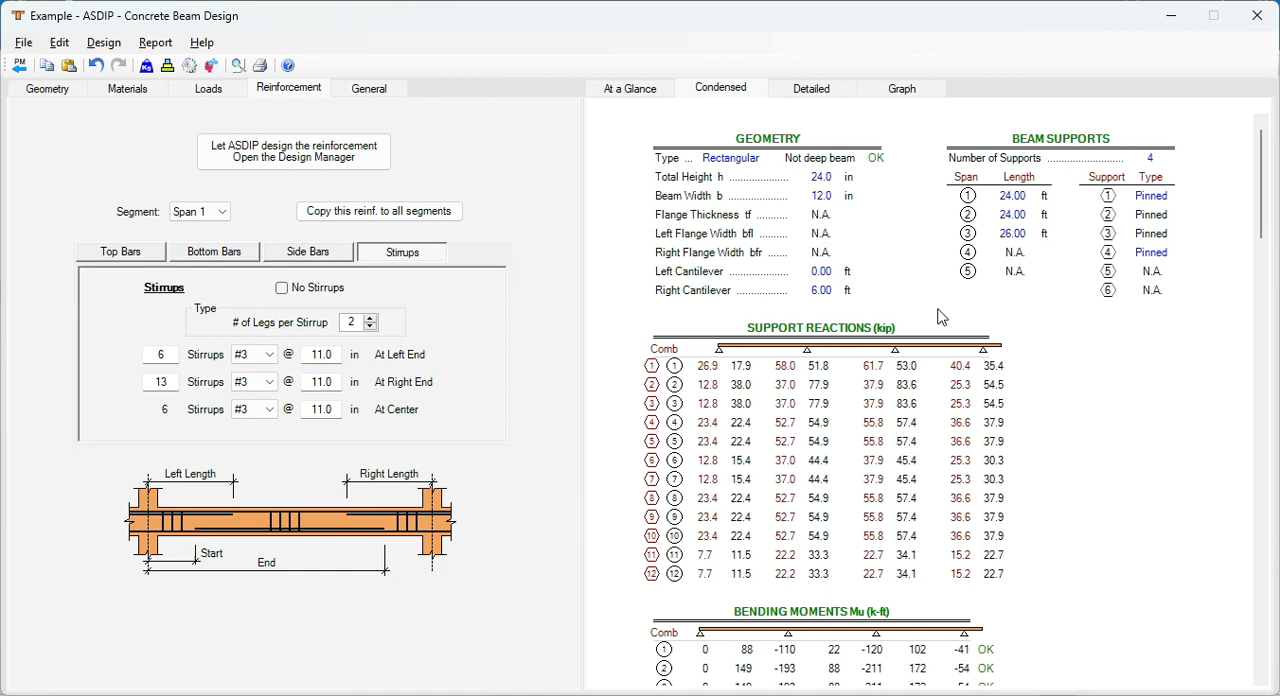 Example - ASDIP - Concrete Beam Design
File Edit Design Report Help
PM Kg
Geometry Materials Loads Reinforcement General
Let ASDIP design the reinforcement
Open the Design Manager
Segment: Span 1 Copy this reinf. to all segments
Top Bars Bottom Bars Side Bars Stirrups
Stirrups No Stirrups
Type
# of Legs per Stirrup 2
6 Stirrups #3 @ 11.0 in At Left End
13 Stirrups #3 @ 11.0 in At Right End
6 Stirrups #3 @ 11.0 in At Center
Left Length Right Length
Start
End
At a Glance Condensed Detailed Graph
GEOMETRY
Type ... Rectangular Not deep beam OK
Total Height h .................... 24.0 in
Beam Width b .................... 12.0 in
Flange Thickness tf .......... N.A.
Left Flange Width bfl .......... N.A.
Right Flange Width bfr ...... N.A.
Left Cantilever .................... 0.00 ft
Right Cantilever ................. 6.00 ft
BEAM SUPPORTS
Number of Supports .......................... 4
Span Length Support Type
1 24.00 ft 1 Pinned
2 24.00 ft 2 Pinned
3 26.00 ft 3 Pinned
4 N.A. 4 Pinned
5 N.A. 5 N.A.
6 N.A.
SUPPORT REACTIONS (kip)
Comb
1 1 26.9 17.9 58.0 51.8 61.7 53.0 40.4 35.4
2 2 12.8 38.0 37.0 77.9 37.9 83.6 25.3 54.5
3 3 12.8 38.0 37.0 77.9 37.9 83.6 25.3 54.5
4 4 23.4 22.4 52.7 54.9 55.8 57.4 36.6 37.9
5 5 23.4 22.4 52.7 54.9 55.8 57.4 36.6 37.9
6 6 12.8 15.4 37.0 44.4 37.9 45.4 25.3 30.3
7 7 12.8 15.4 37.0 44.4 37.9 45.4 25.3 30.3
8 8 23.4 22.4 52.7 54.9 55.8 57.4 36.6 37.9
9 9 23.4 22.4 52.7 54.9 55.8 57.4 36.6 37.9
10 10 23.4 22.4 52.7 54.9 55.8 57.4 36.6 37.9
11 11 7.7 11.5 22.2 33.3 22.7 34.1 15.2 22.7
12 12 7.7 11.5 22.2 33.3 22.7 34.1 15.2 22.7
BENDING MOMENTS Mu (k-ft)
Comb
1 0 88 -110 22 -120 102 -41 OK
2 0 149 -193 88 -211 172 -54 OK